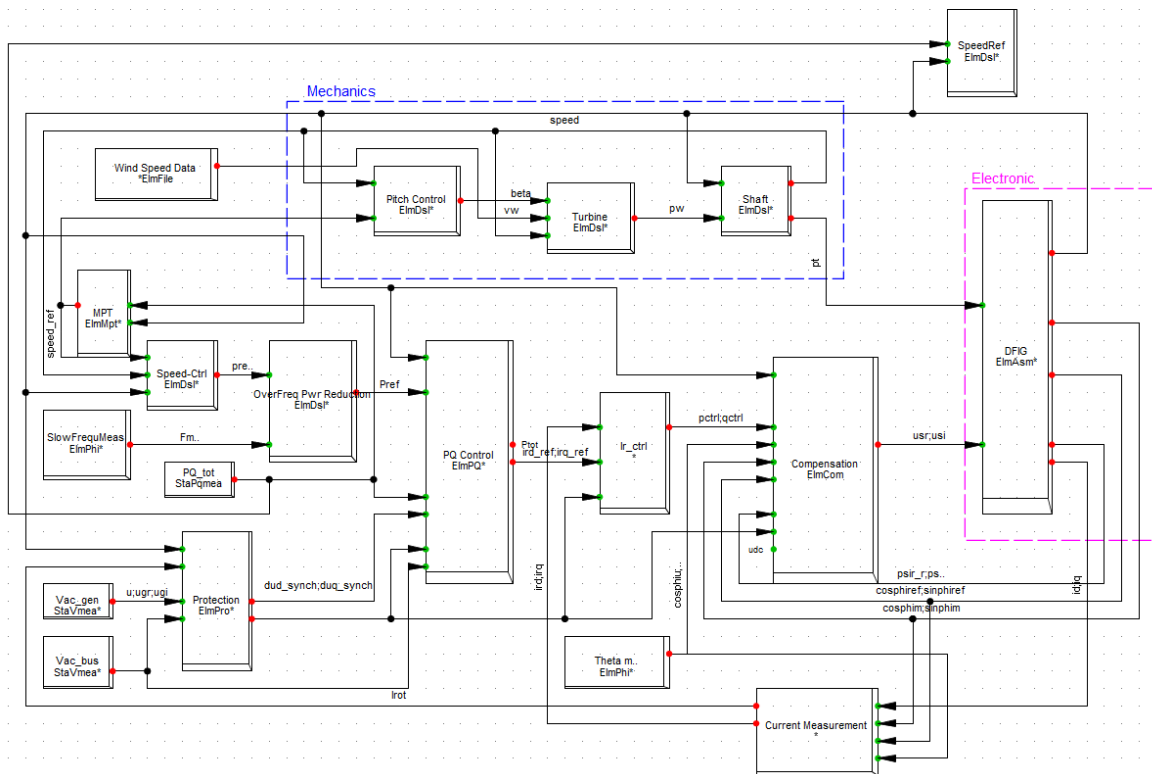 SpeedRef
ElmDsl*
Mechanics
speed
Wind Speed Data
*ElmFile
Pitch Control
ElmDsl*
beta
vw
Turbine
ElmDsl*
pw
Shaft
ElmDsl*
Electronic
pt
MPT
ElmMpt*
speed_ref
Speed-Ctrl
ElmDsl*
pre..
OverFreq Pwr Reduction
ElmDsl*
Pref
DFIG
ElmAsm*
SlowFrequMeas
ElmPhi*
Fm..
PQ_tot
StaPqmea
PQ Control
ElmPQ*
Ptot
ird_ref;irq_ref
Ir_ctrl
*
pctrl;qctrl
Compensation
ElmCom
usr;usi
udc
Protection
ElmPro*
dud_synch;duq_synch
Vac_gen
StaVmea*
u;ugr;ugi
Vac_bus
StaVmea*
Irot
ird;irq
cosphiu;..
psir_r;ps..
cosphiref;sinphiref
cosphim;sinphim
id;iq
Theta m..
ElmPhi*
Current Measurement
*